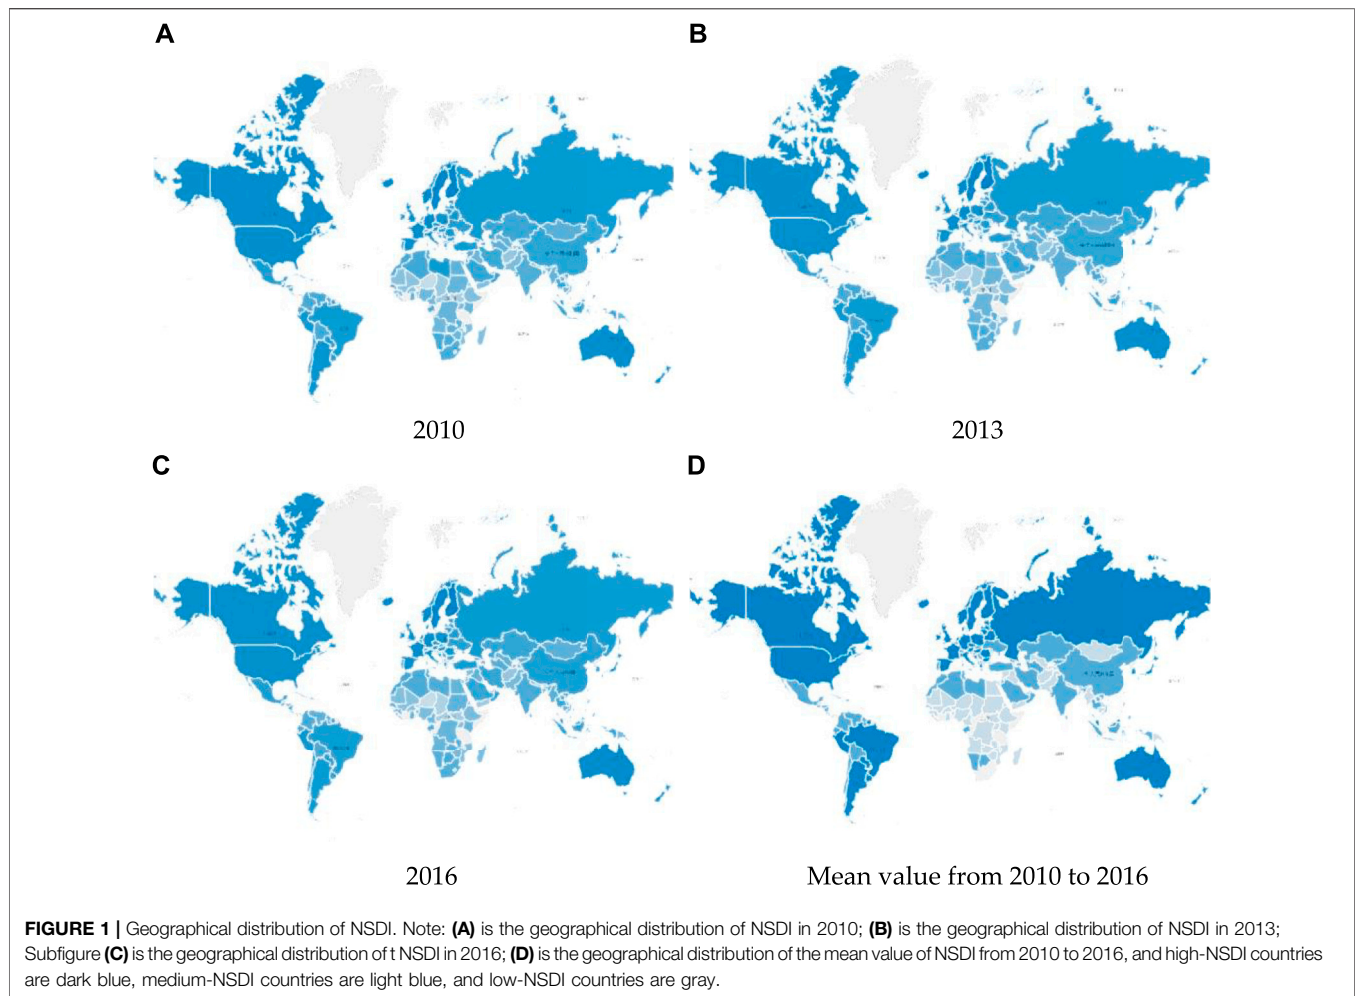 A
B
2010
2013
C
D
2016
Mean value from 2010 to 2016
FIGURE 1 | Geographical distribution of NSDI. Note: (A) is the geographical distribution of NSDI in 2010; (B) is the geographical distribution of NSDI in 2013;
Subfigure (C) is the geographical distribution of t NSDI in 2016; (D) is the geographical distribution of the mean value of NSDI from 2010 to 2016, and high-NSDI countries
are dark blue, medium-NSDI countries are light blue, and low-NSDI countries are gray.